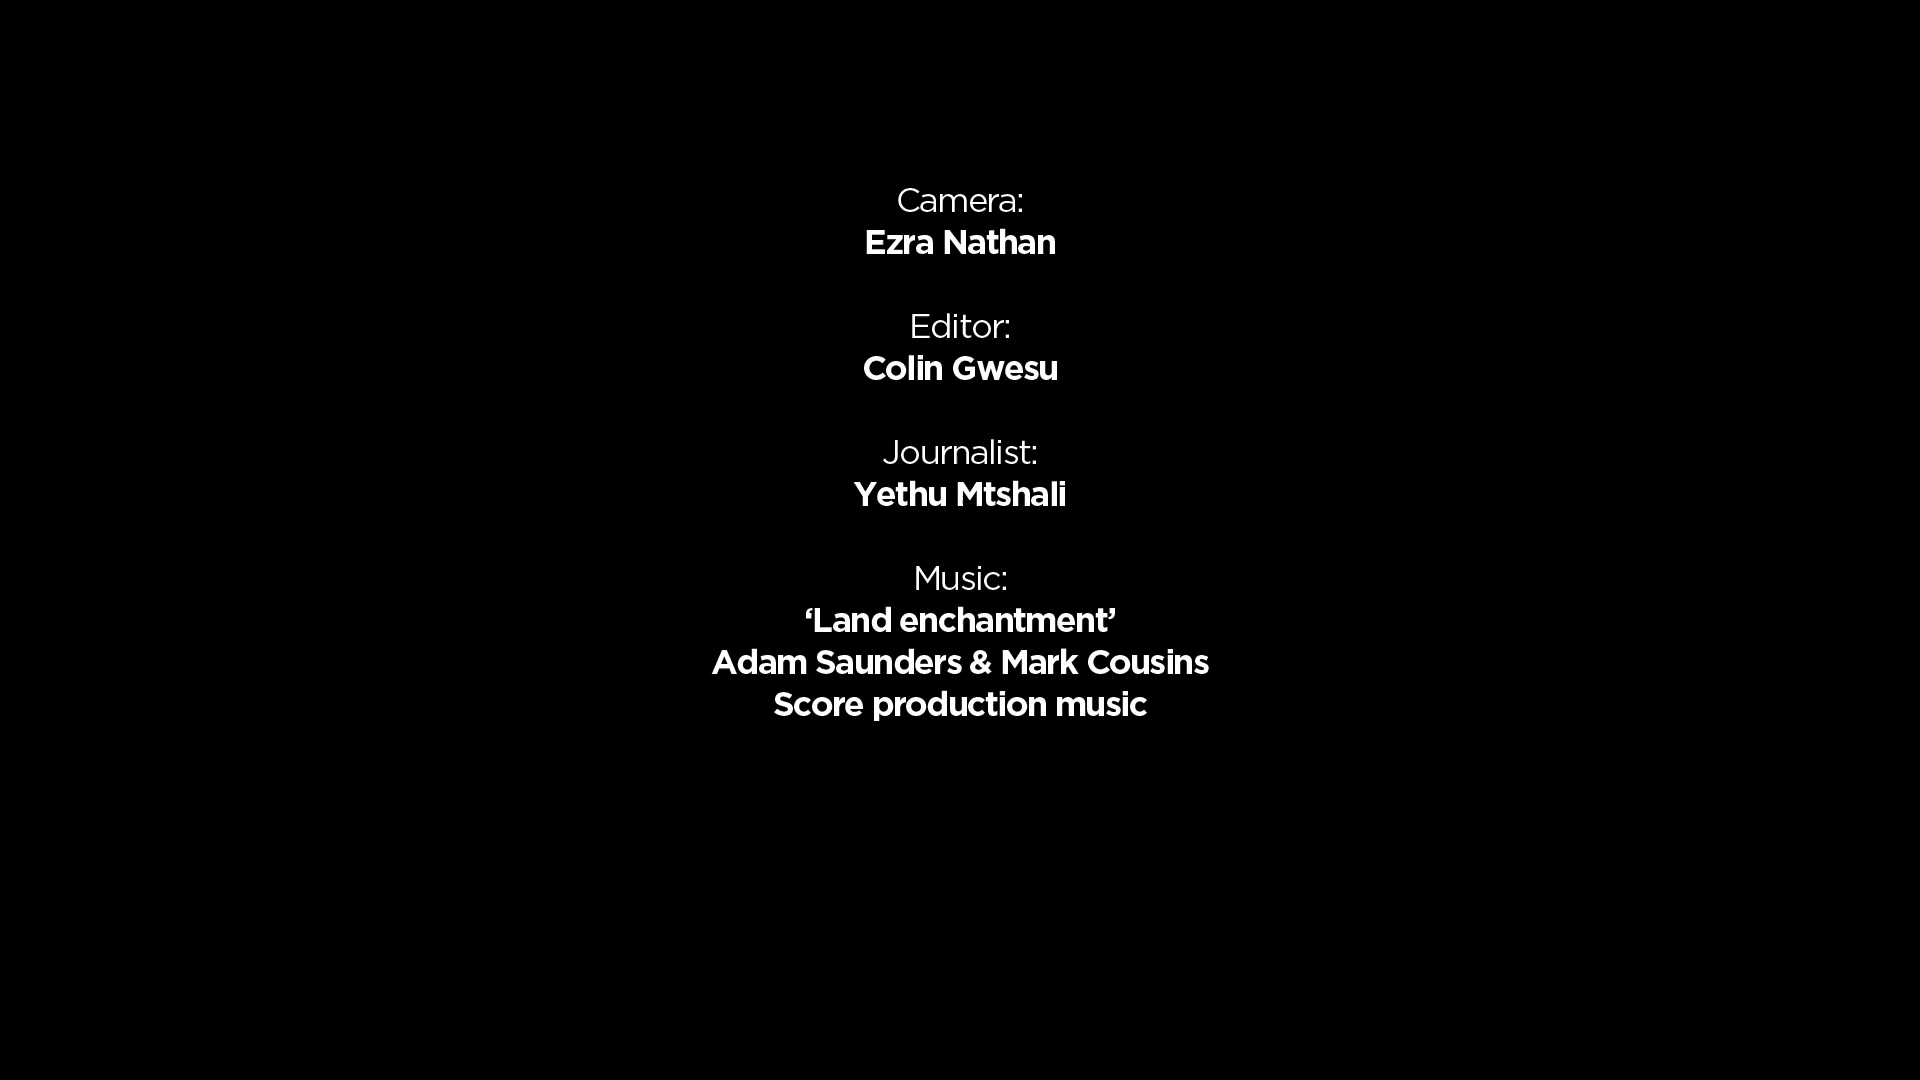 Camera:
Ezra Nathan
Editor:
Colin Gwesu
Journalist:
Yethu Mtshali
Music:
‘Land enchantment’
Adam Saunders & Mark Cousins
Score production music